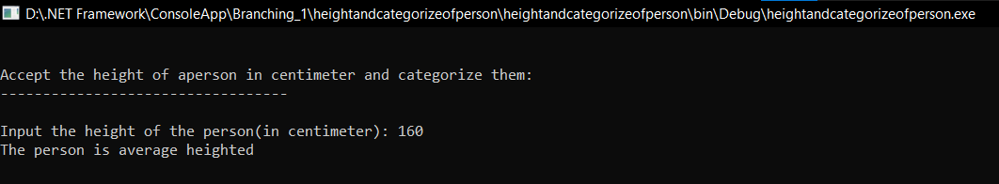 D:\.NET Framework\ConsoleApp\Branching_1\heightandcategorizeofperson\heightandcategorizeofperson\bin\Debug\heightandcategorizeofperson.exe
Accept the height of aperson in centimeter and categorize them:
----------------------------------
Input the height of the person(in centimeter): 160
The person is average heighted